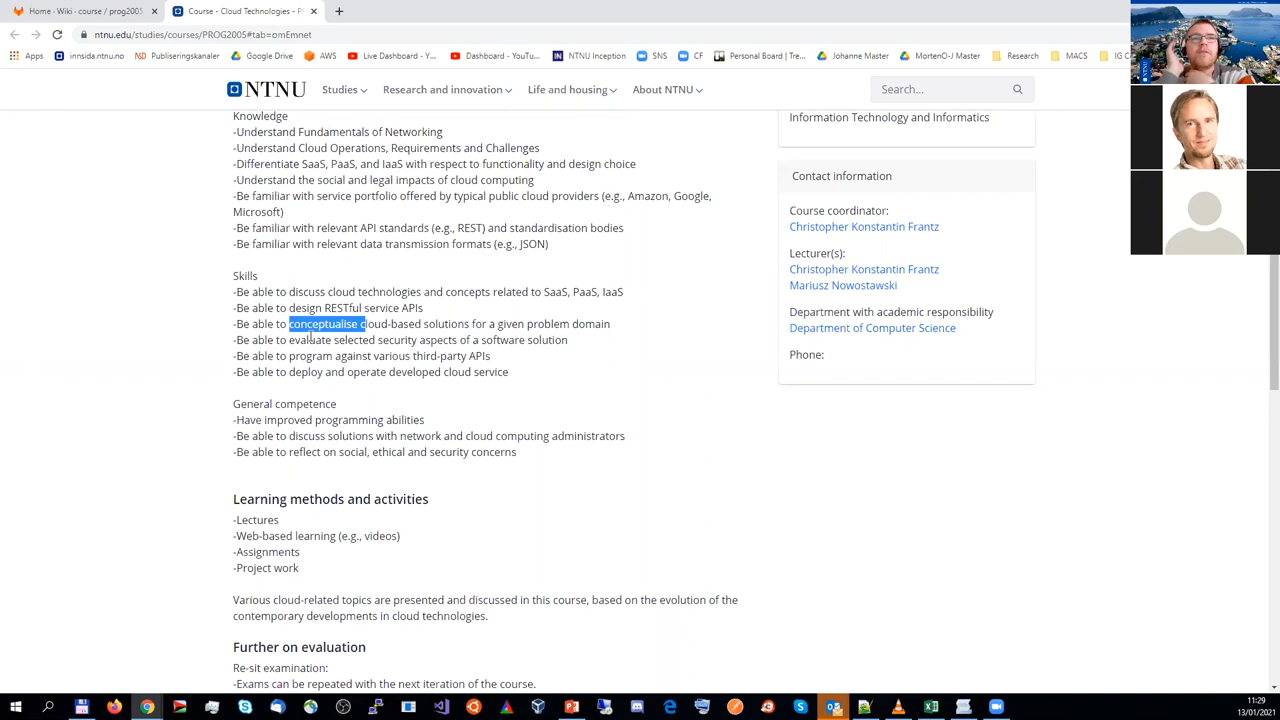 Home · Wiki · course / prog2005
Course - Cloud Technologies - P
ntnu.edu/studies/courses/PROG2005#tab=omEmnet
Apps
innsida.ntnu.no
Publiseringskanaler
Google Drive
AWS
Live Dashboard - Y...
Dashboard - YouTu...
NTNU Inception
SNS
CF
Personal Board | Tre...
Johanne Master
MortenO-J Master
Research
MACS
IG C
NTNU
Studies
Research and innovation
Life and housing
About NTNU
Search...
Knowledge
-Understand Fundamentals of Networking
-Understand Cloud Operations, Requirements and Challenges
-Differentiate SaaS, PaaS, and IaaS with respect to functionality and design choice
-Understand the social and legal impacts of cloud computing
-Be familiar with service portfolio offered by typical public cloud providers (e.g., Amazon, Google,
Microsoft)
-Be familiar with relevant API standards (e.g., REST) and standardisation bodies
-Be familiar with relevant data transmission formats (e.g., JSON)
Skills
-Be able to discuss cloud technologies and concepts related to SaaS, PaaS, IaaS
-Be able to design RESTful service APIs
-Be able to conceptualise cloud-based solutions for a given problem domain
-Be able to evaluate selected security aspects of a software solution
-Be able to program against various third-party APIs
-Be able to deploy and operate developed cloud service
General competence
-Have improved programming abilities
-Be able to discuss solutions with network and cloud computing administrators
-Be able to reflect on social, ethical and security concerns
Learning methods and activities
-Lectures
-Web-based learning (e.g., videos)
-Assignments
-Project work
Various cloud-related topics are presented and discussed in this course, based on the evolution of the
contemporary developments in cloud technologies.
Further on evaluation
Re-sit examination:
-Exams can be repeated with the next iteration of the course.
Information Technology and Informatics
Contact information
Course coordinator:
Christopher Konstantin Frantz
Lecturer(s):
Christopher Konstantin Frantz
Mariusz Nowostawski
Department with academic responsibility
Department of Computer Science
Phone:
11:29
13/01/2021